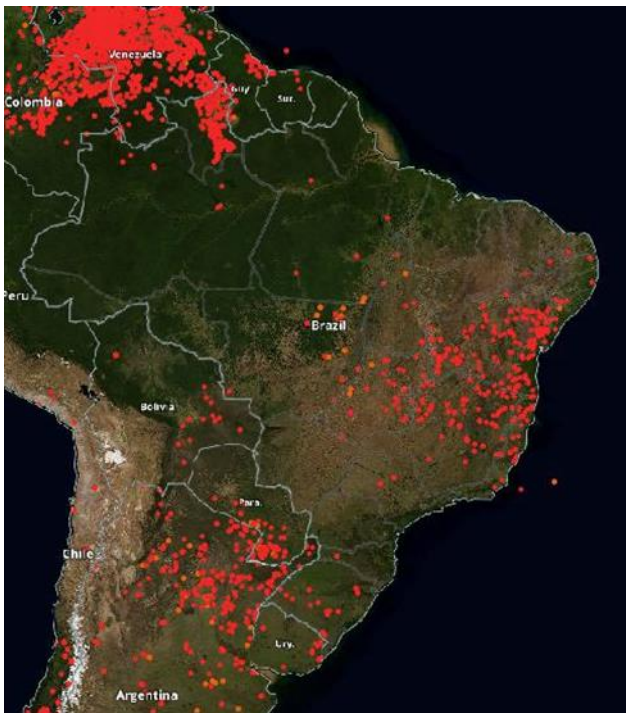 Venezuela
Guy
Sur.
Colombia
Peru
Brazil
Bolivia
Para.
Chile
Ury.
Argentina